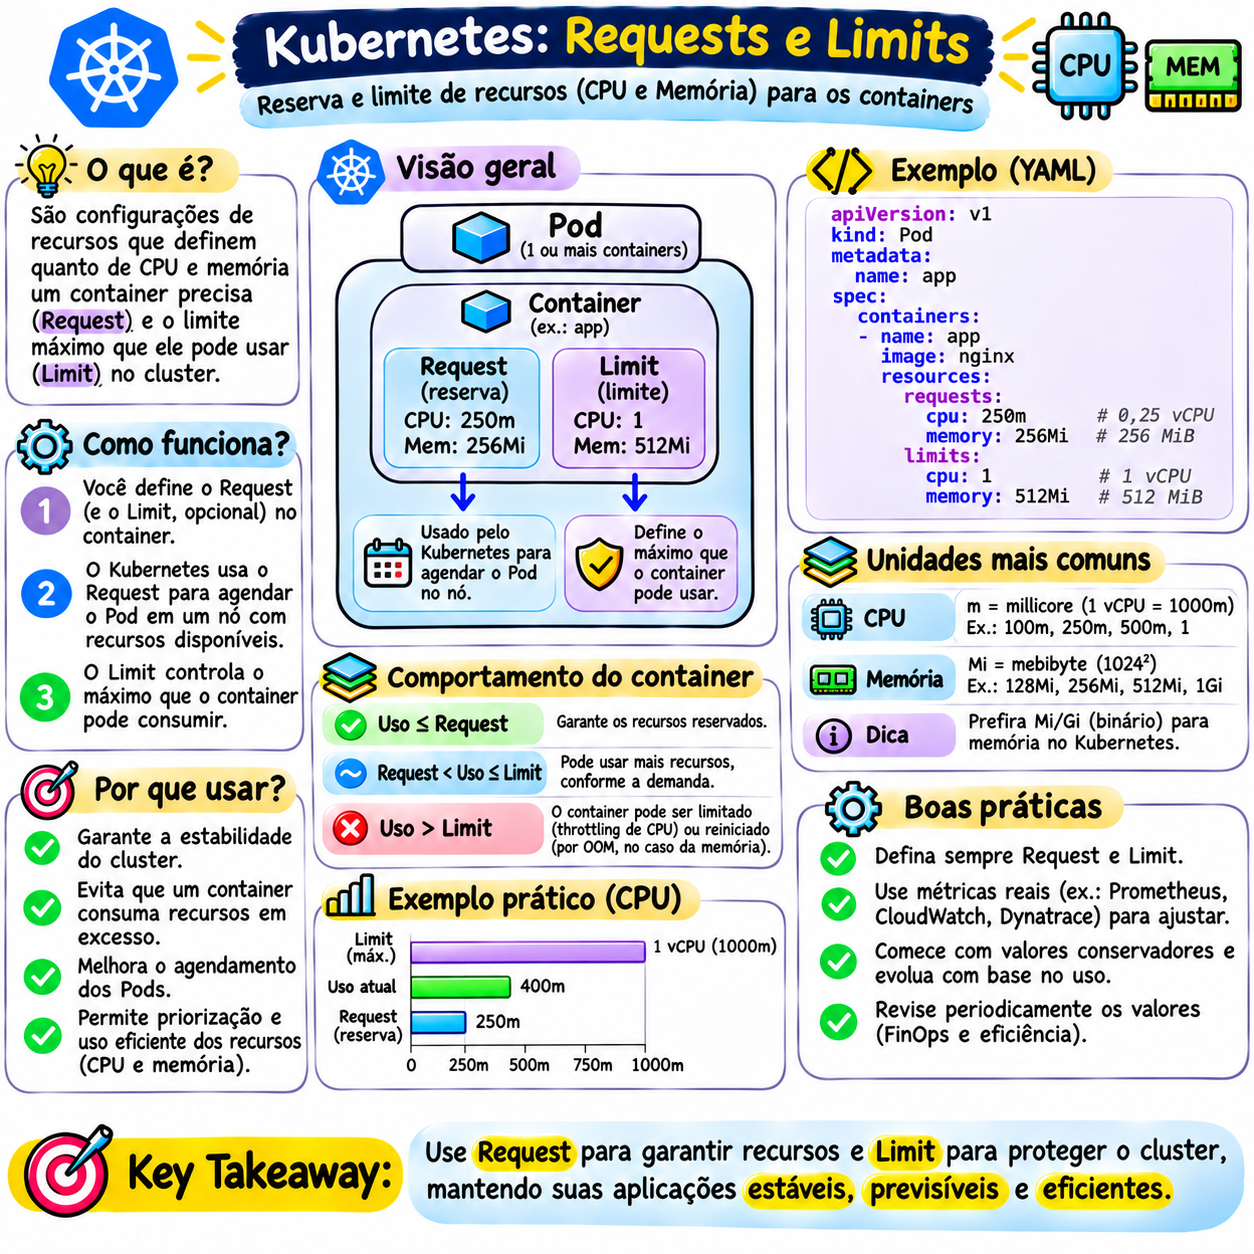 Kubernetes: Requests e Limits
Reserva e limite de recursos (CPU e Memória) para os containers
CPU
MEM
O que é?
São configurações de
recursos que definem
quanto de CPU e memória
um container precisa
(Request) e o limite
máximo que ele pode usar
(Limit) no cluster.
Como funciona?
1
Você define o Request
(e o Limit, opcional) no
container.
2
O Kubernetes usa o
Request para agendar
o Pod em um nó com
recursos disponíveis.
3
O Limit controla o
máximo que o container
pode consumir.
Por que usar?
Garante a estabilidade
do cluster.
Evita que um container
consuma recursos em
excesso.
Melhora o agendamento
dos Pods.
Permite priorização e
uso eficiente dos recursos
(CPU e memória).
Visão geral
Pod
(1 ou mais containers)
Container
(ex.: app)
Request
(reserva)
CPU: 250m
Mem: 256Mi
Limit
(limite)
CPU: 1
Mem: 512Mi
Usado pelo
Kubernetes para
agendar o Pod
no nó.
Define o
máximo que
o container
pode usar.
Comportamento do container
Uso ≤ Request
Garante os recursos reservados.
Request < Uso ≤ Limit
Pode usar mais recursos,
conforme a demanda.
Uso > Limit
O container pode ser limitado
(throttling de CPU) ou reiniciado
(por OOM, no caso da memória).
Exemplo prático (CPU)
Limit
(máx.)
1 vCPU (1000m)
Uso atual
400m
Request
(reserva)
250m
0 250m 500m 750m 1000m
Exemplo (YAML)
apiVersion: v1
kind: Pod
metadata:
name: app
spec:
containers:
- name: app
image: nginx
resources:
requests:
cpu: 250m # 0,25 vCPU
memory: 256Mi # 256 MiB
limits:
cpu: 1 # 1 vCPU
memory: 512Mi # 512 MiB
Unidades mais comuns
CPU
m = millicore (1 vCPU = 1000m)
Ex.: 100m, 250m, 500m, 1
Memória
Mi = mebibyte (1024²)
Ex.: 128Mi, 256Mi, 512Mi, 1Gi
Dica
Prefira Mi/Gi (binário) para
memória no Kubernetes.
Boas práticas
Defina sempre Request e Limit.
Use métricas reais (ex.: Prometheus,
CloudWatch, Dynatrace) para ajustar.
Comece com valores conservadores e
evolua com base no uso.
Revise periodicamente os valores
(FinOps e eficiência).
Key Takeaway:
Use Request para garantir recursos e Limit para proteger o cluster,
mantendo suas aplicações estáveis, previsíveis e eficientes.